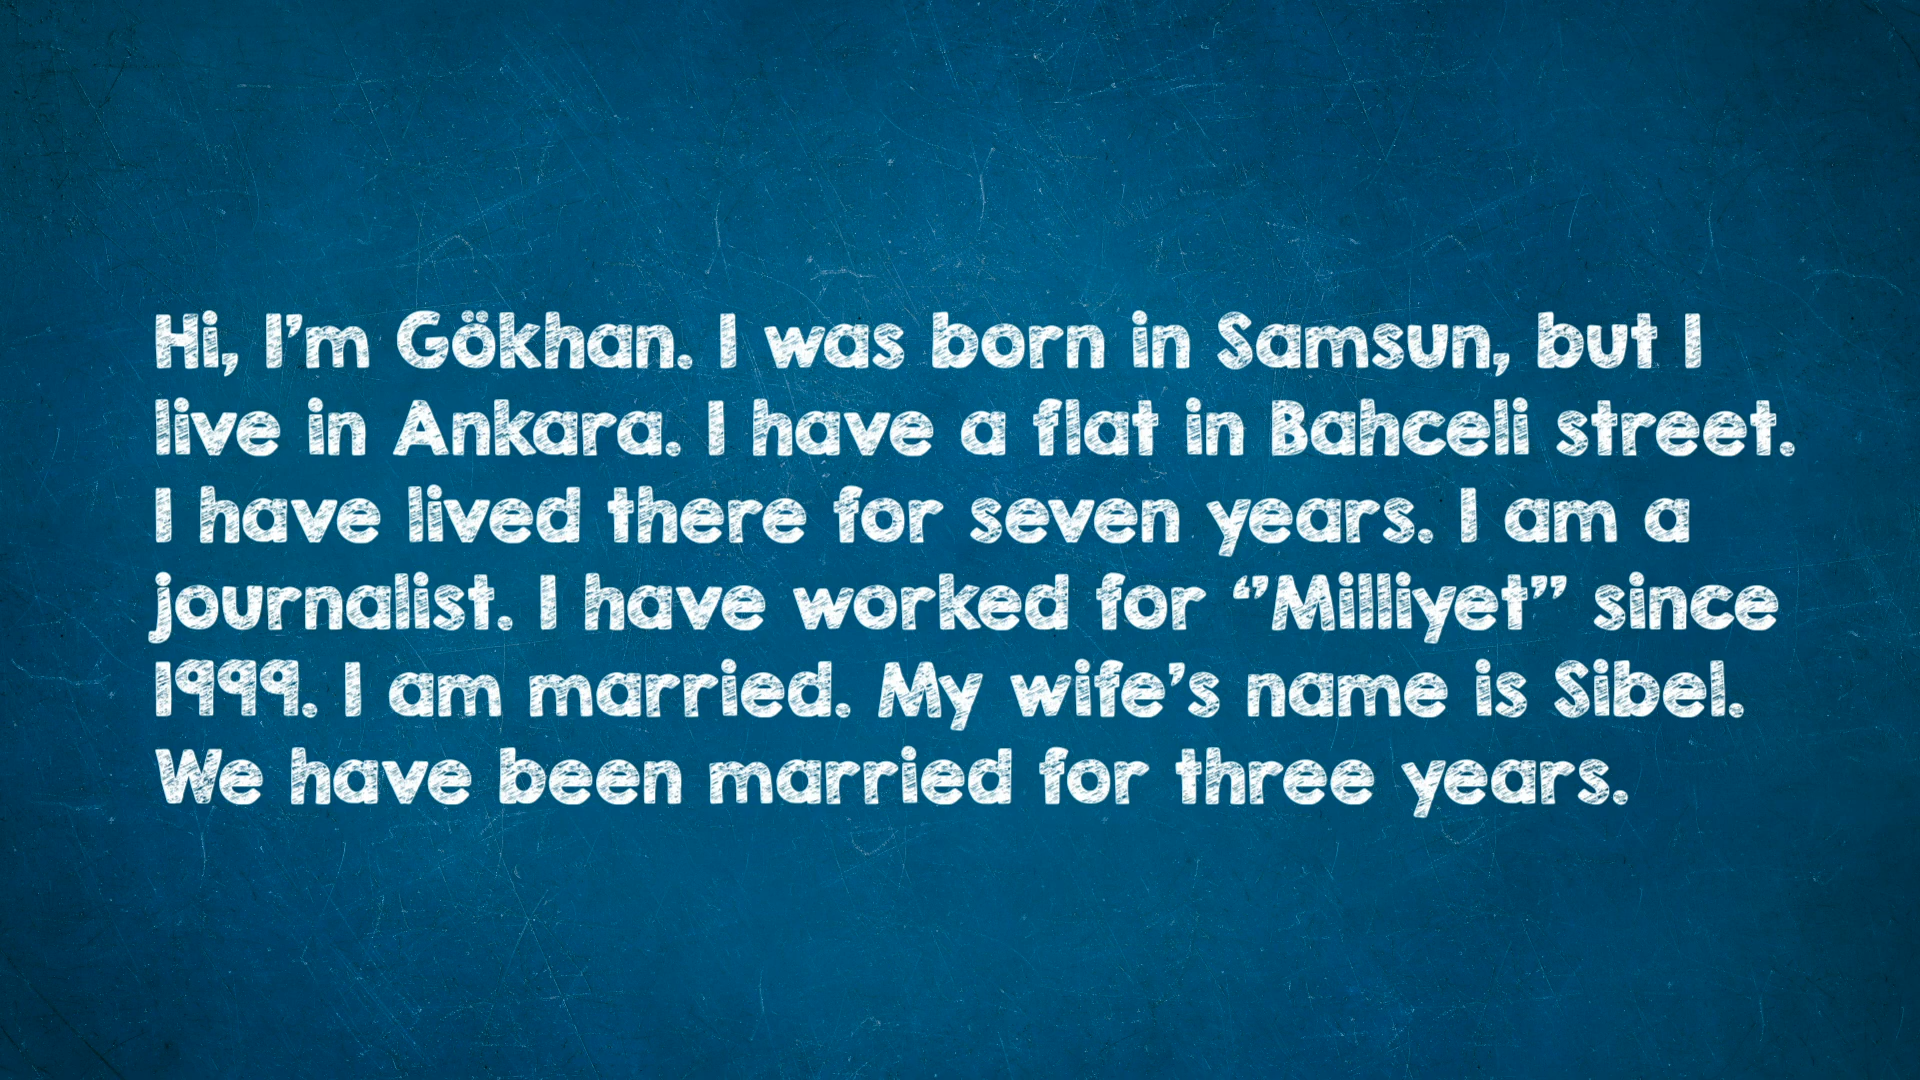 Hi, I'm Gökhan. I was born in Samsun, but I
live in Ankara. I have a flat in Bahceli street.
I have lived there for seven years. I am a
journalist. I have worked for “”Milliyet” since
1999. I am married. My wife's name is Sibel.
We have been married for three years.